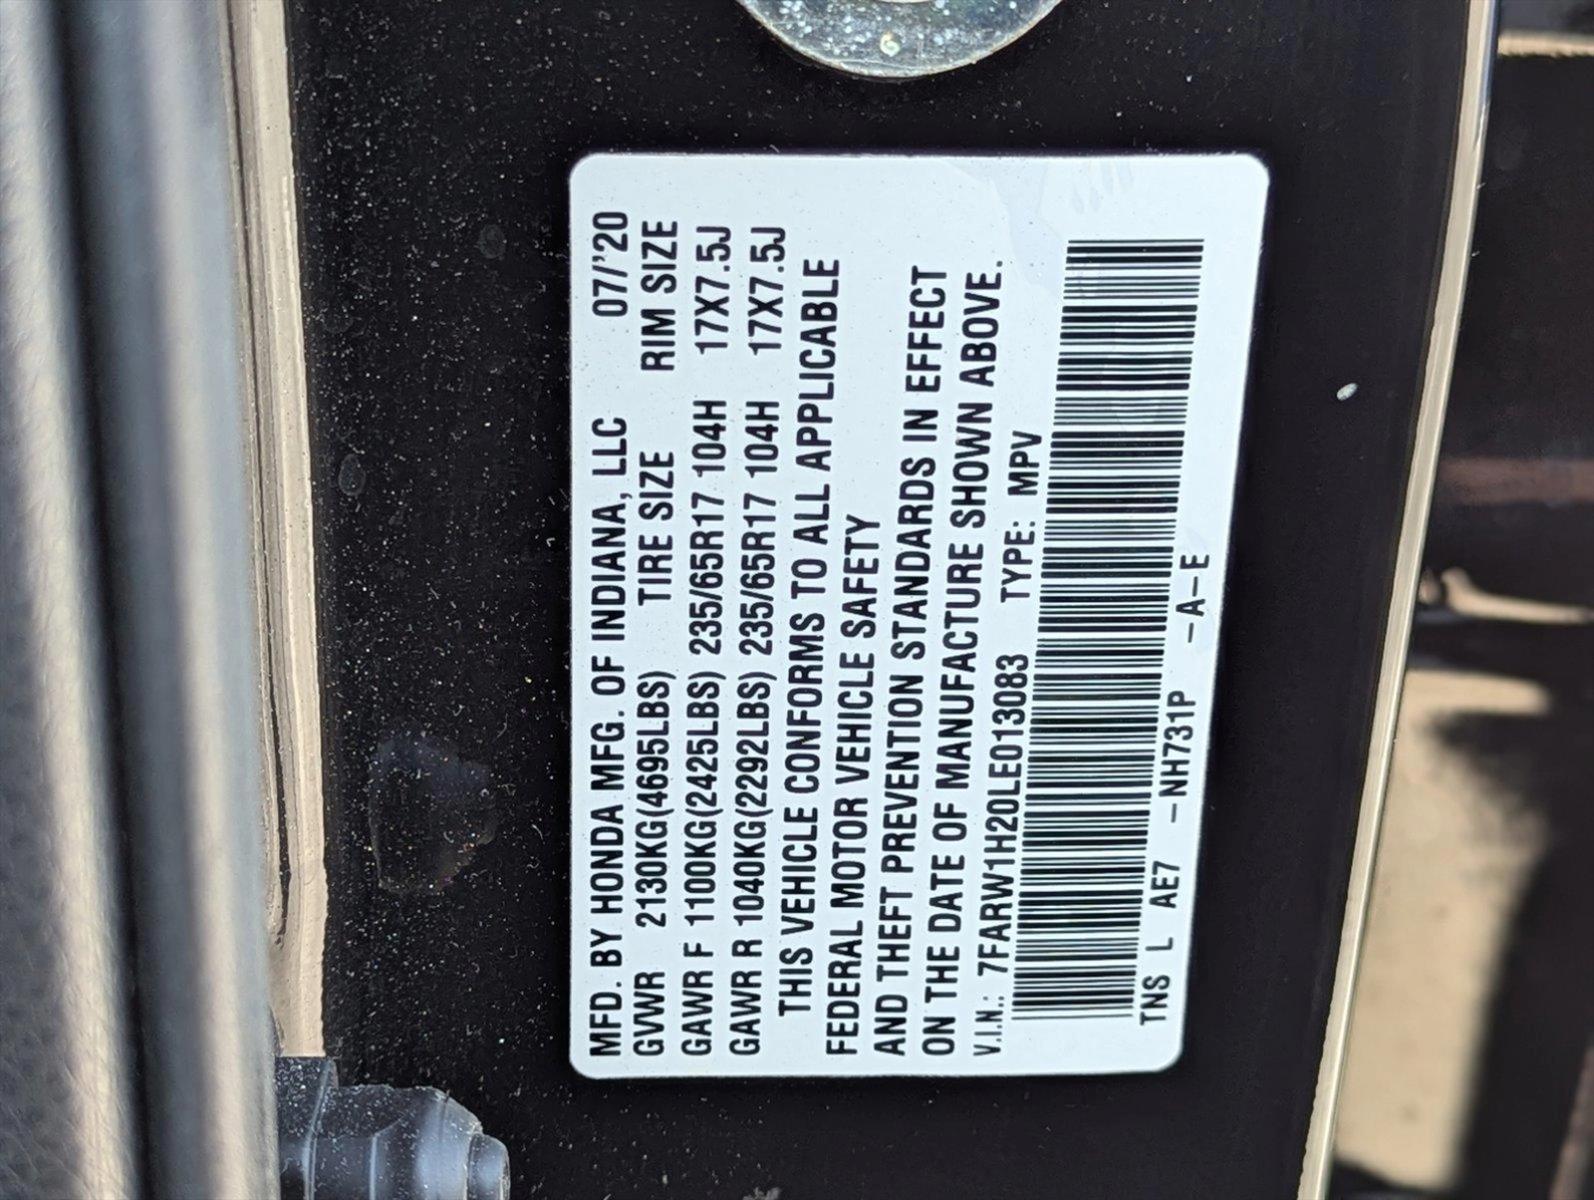 MFD. BY HONDA MFG. OF INDIANA, LLC 07/'20
GVWR 2130KG(4695LBS) TIRE SIZE RIM SIZE
GAWR F 1100KG(2425LBS) 235/65R17 104H 17X7.5J
GAWR R 1040KG(2292LBS) 235/65R17 104H 17X7.5J
THIS VEHICLE CONFORMS TO ALL APPLICABLE
FEDERAL MOTOR VEHICLE SAFETY
AND THEFT PREVENTION STANDARDS IN EFFECT
ON THE DATE OF MANUFACTURE SHOWN ABOVE.
V.I.N.: 7FARW1H20LE013083 TYPE: MPV
TNS L AE7 -NH731P -A-E